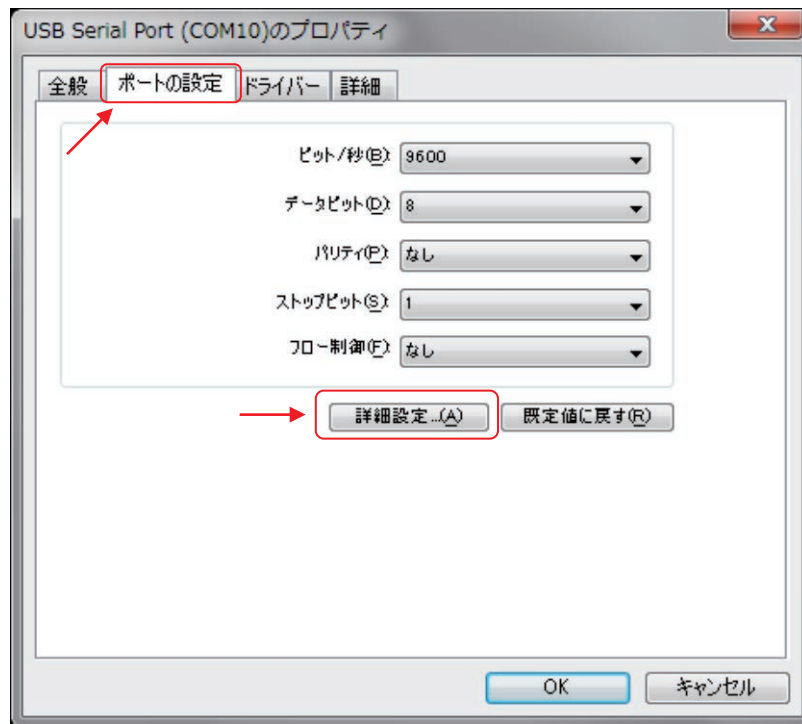 USB Serial Port (COM10)のプロパティ
全般 ポートの設定 ドライバー 詳細
ビット/秒(B): 9600
データビット(D): 8
パリティ(P): なし
ストップビット(S): 1
フロー制御(F): なし
詳細設定...(A) 既定値に戻す(R)
OK キャンセル